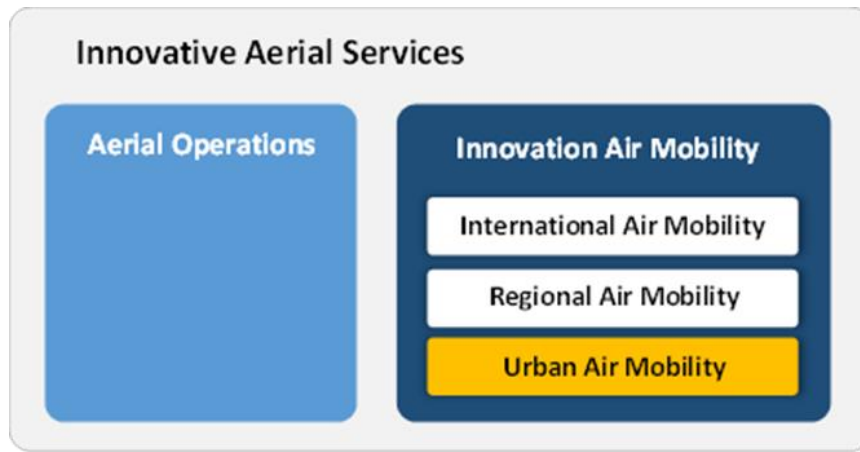 Innovative Aerial Services
Aerial Operations
Innovation Air Mobility
International Air Mobility
Regional Air Mobility
Urban Air Mobility